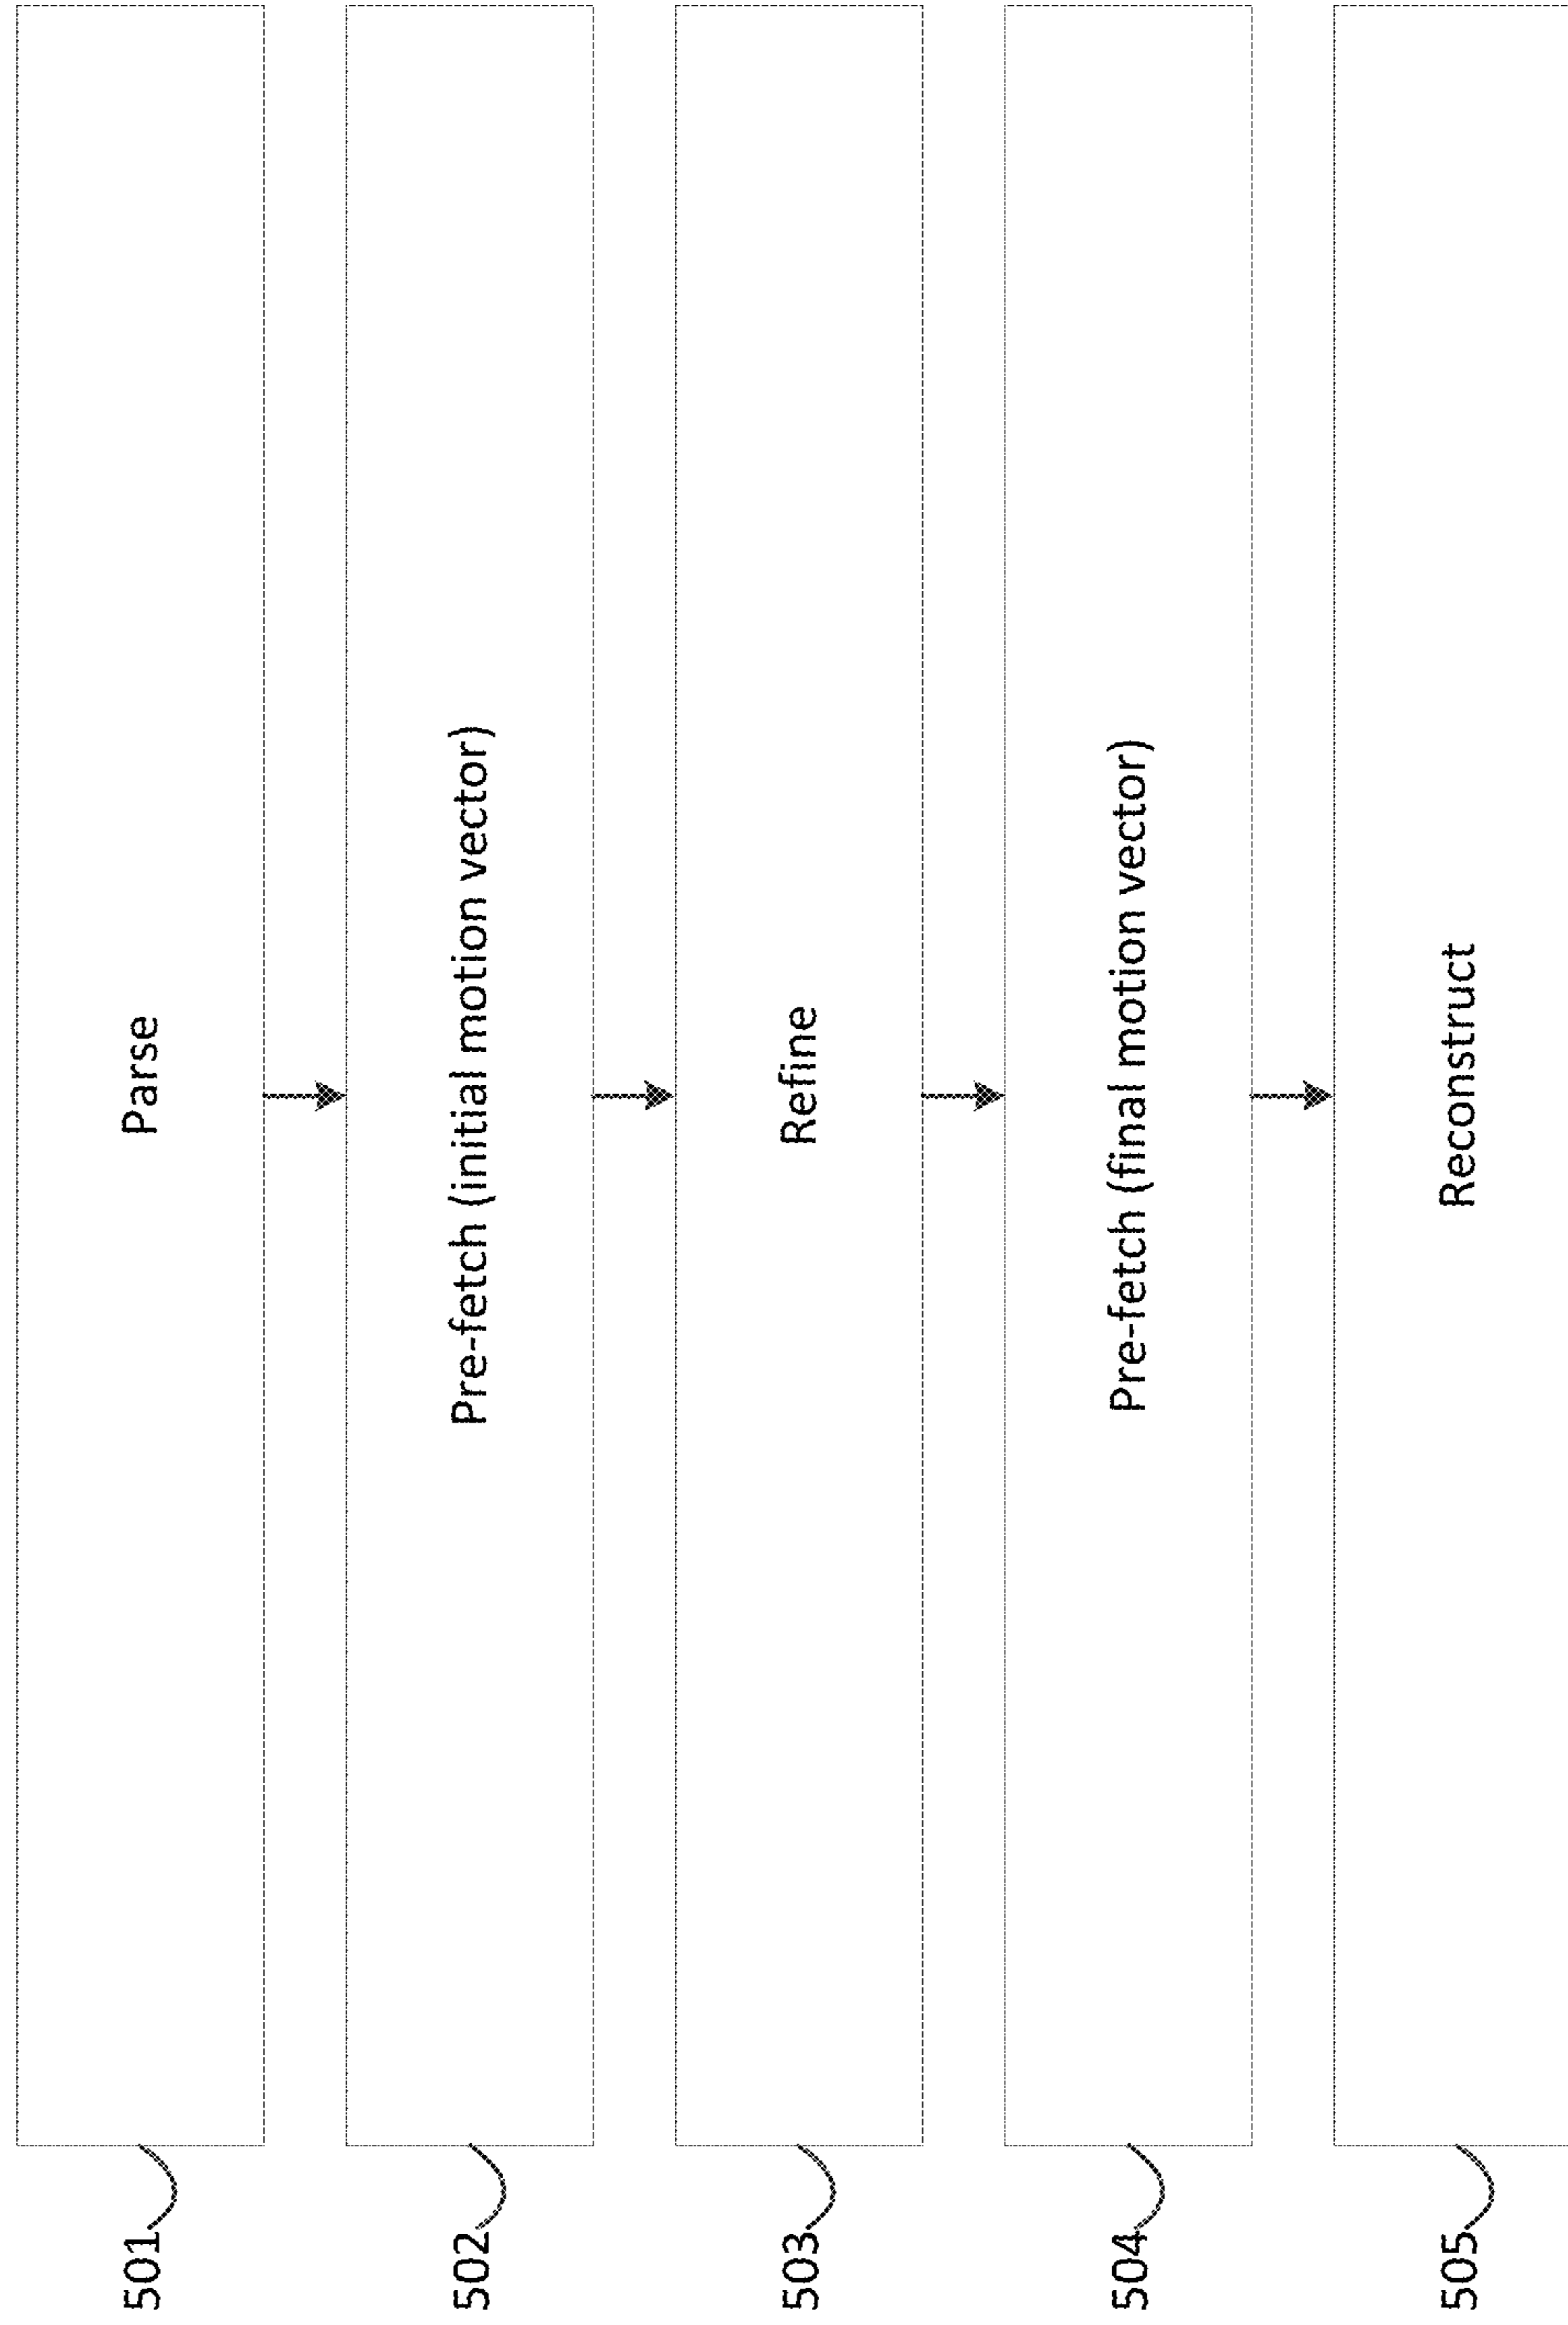 501
Parse
502
Pre-fetch (initial motion vector)
503
Refine
504
Pre-fetch (final motion vector)
505
Reconstruct